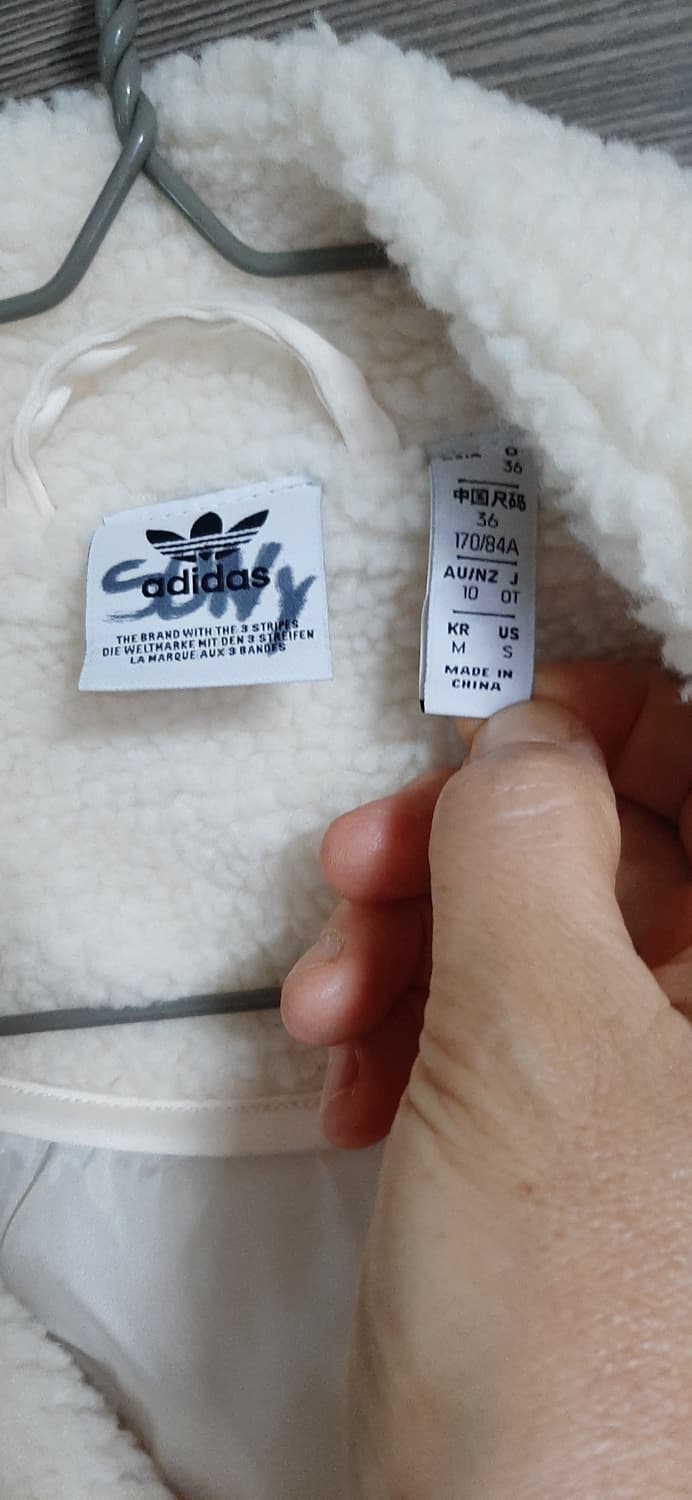 adidas
THE BRAND WITH THE 3 STRIPES
DIE WELTMARKE MIT DEN 3 STREIFEN
LA MARQUE AUX 3 BANDES
36
中国尺码
36
170/84A
AU/NZ J
10 OT
KR US
M S
MADE IN
CHINA